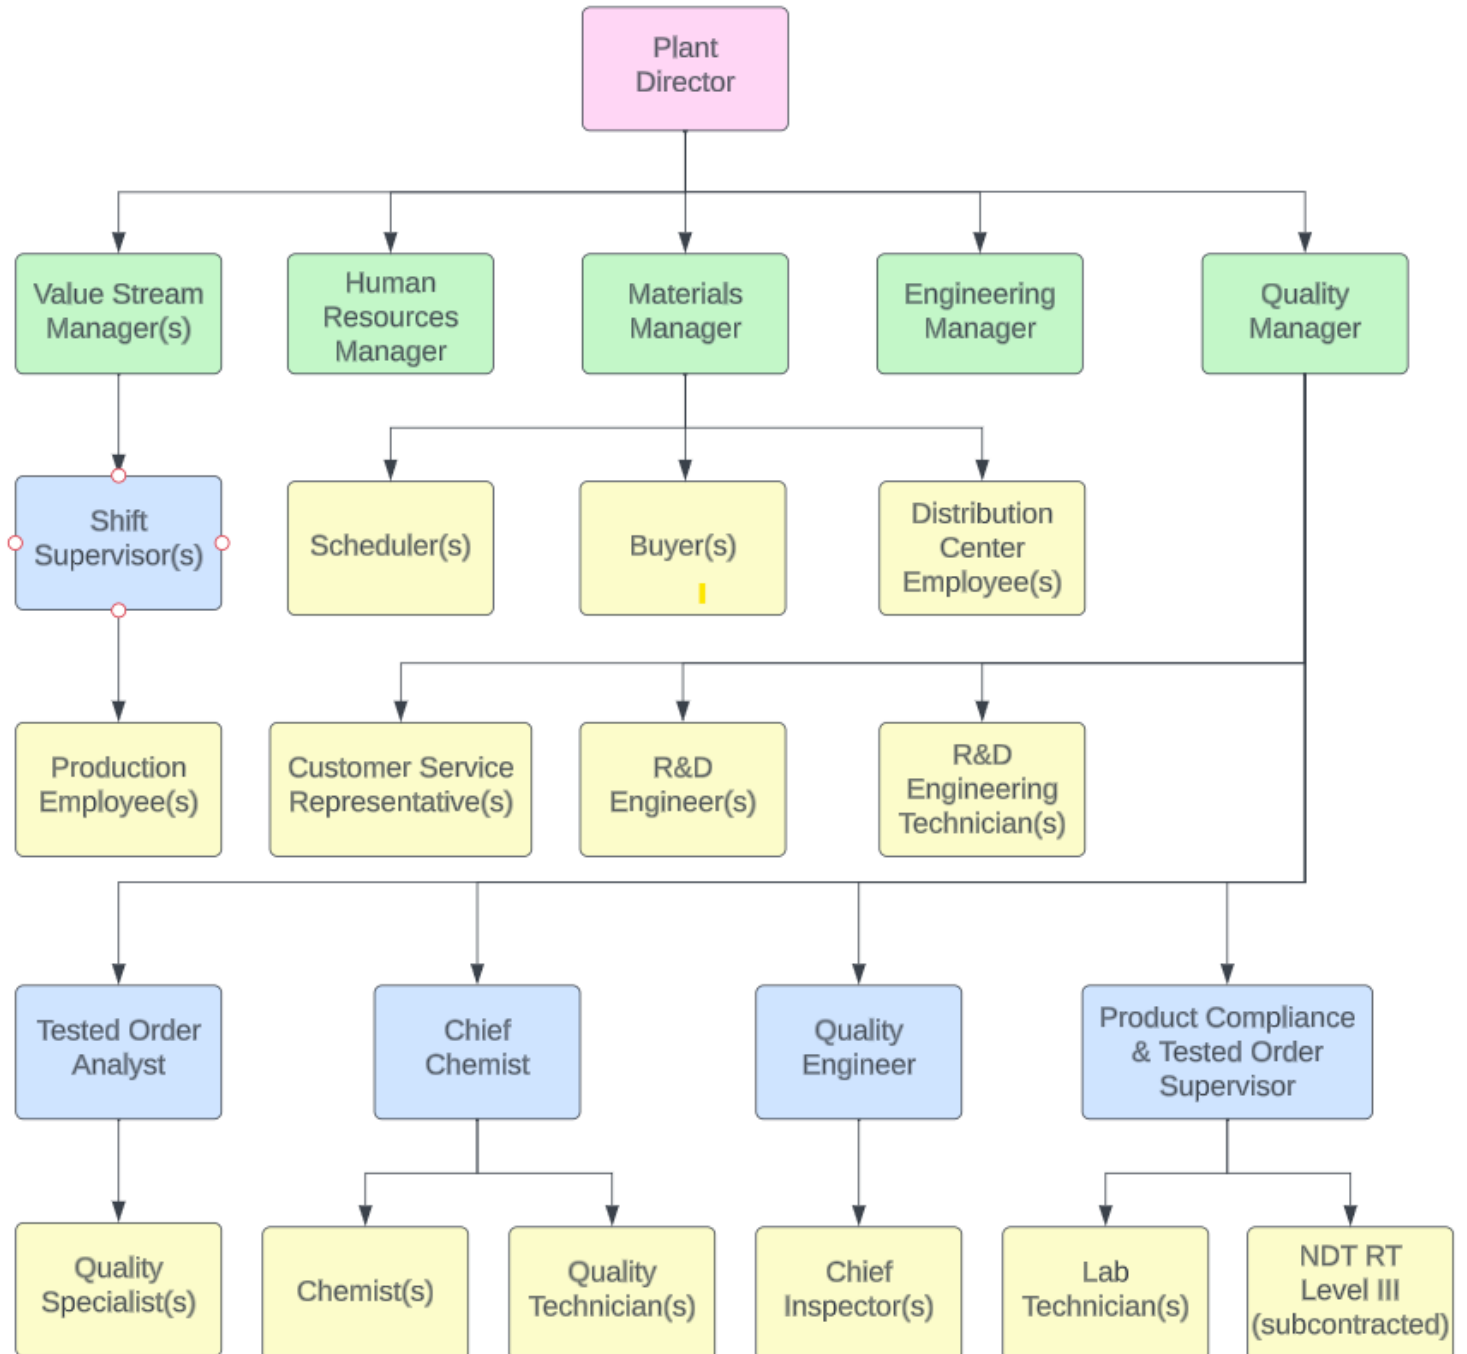 Plant
Director
Value Stream
Manager(s)
Human
Resources
Manager
Materials
Manager
Engineering
Manager
Quality
Manager
Shift
Supervisor(s)
Scheduler(s)
Buyer(s)
Distribution
Center
Employee(s)
Production
Employee(s)
Customer Service
Representative(s)
R&D
Engineer(s)
R&D
Engineering
Technician(s)
Tested Order
Analyst
Chief
Chemist
Quality
Engineer
Product Compliance
& Tested Order
Supervisor
Quality
Specialist(s)
Chemist(s)
Quality
Technician(s)
Chief
Inspector(s)
Lab
Technician(s)
NDT RT
Level III
(subcontracted)